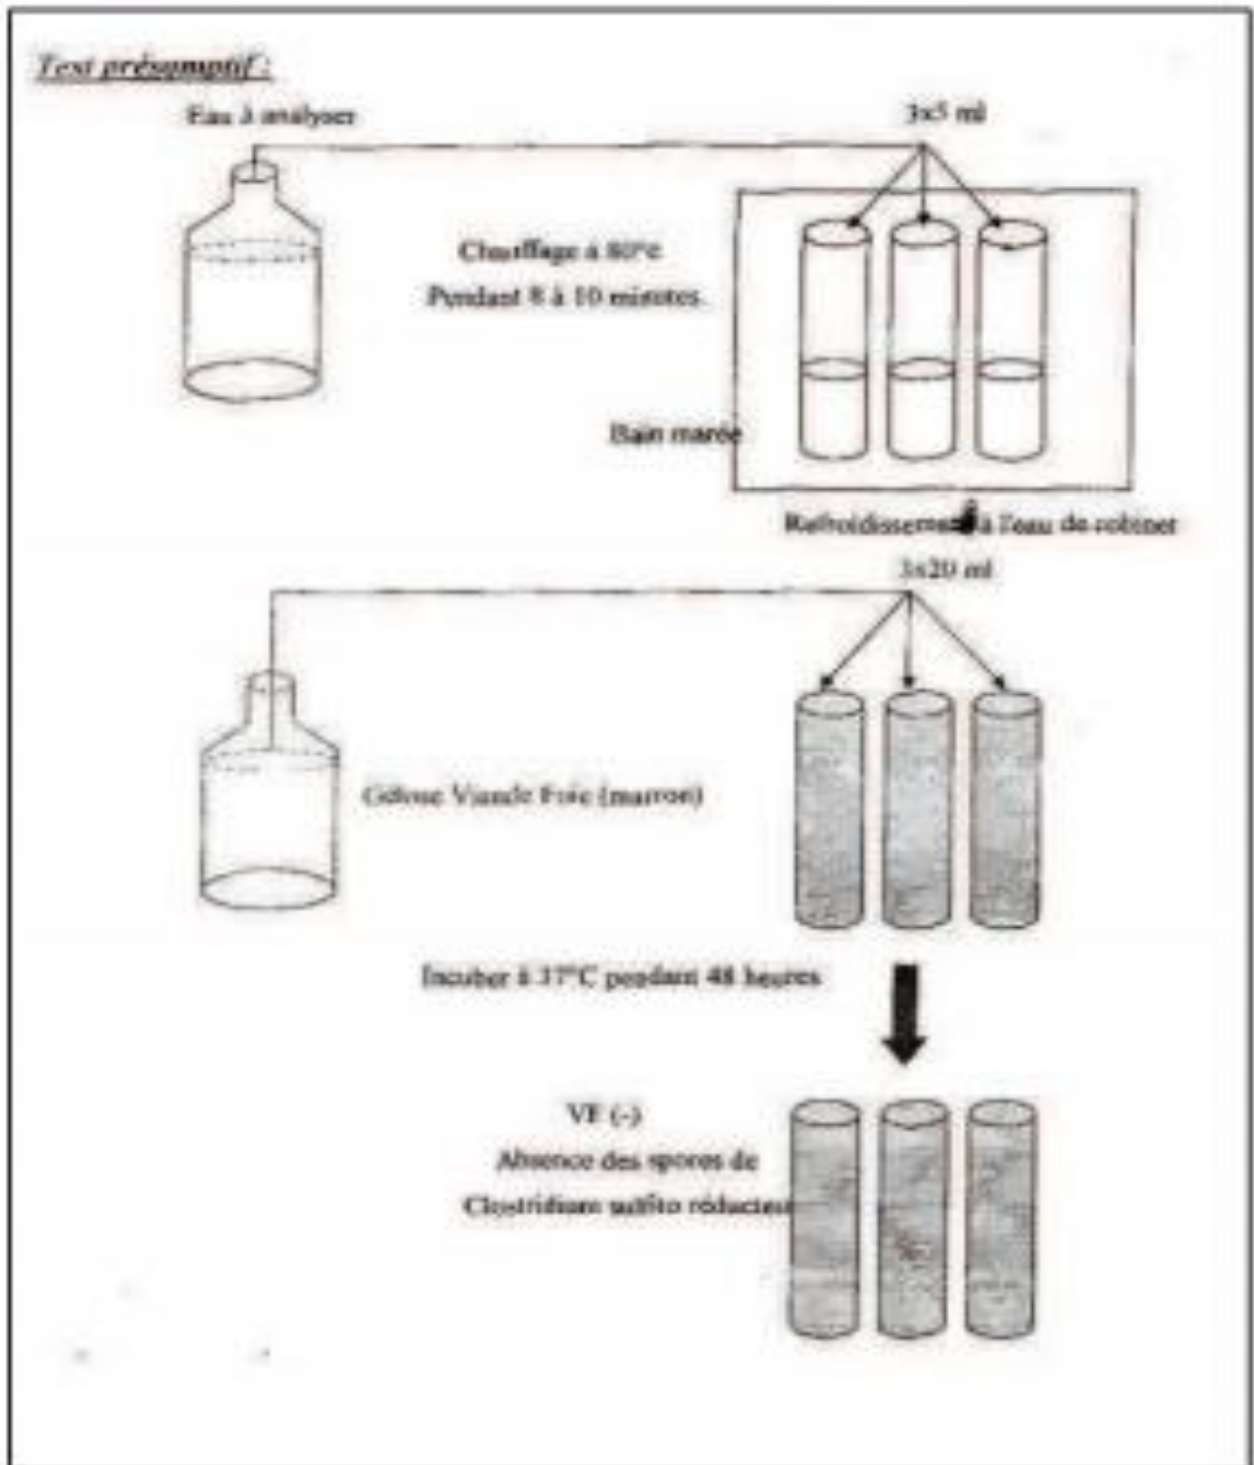 Test présomptif :
Eau à analyser
3x5 ml
Chauffage à 80°c
Pendant 8 à 10 minutes.
Bain marée
Refroidissement à l'eau de robinet
3x20 ml
Gélose Viande Foie (marron)
Incuber à 37°C pendant 48 heures
VF (-)
Absence des spores de
Clostridium sulfito réducteur